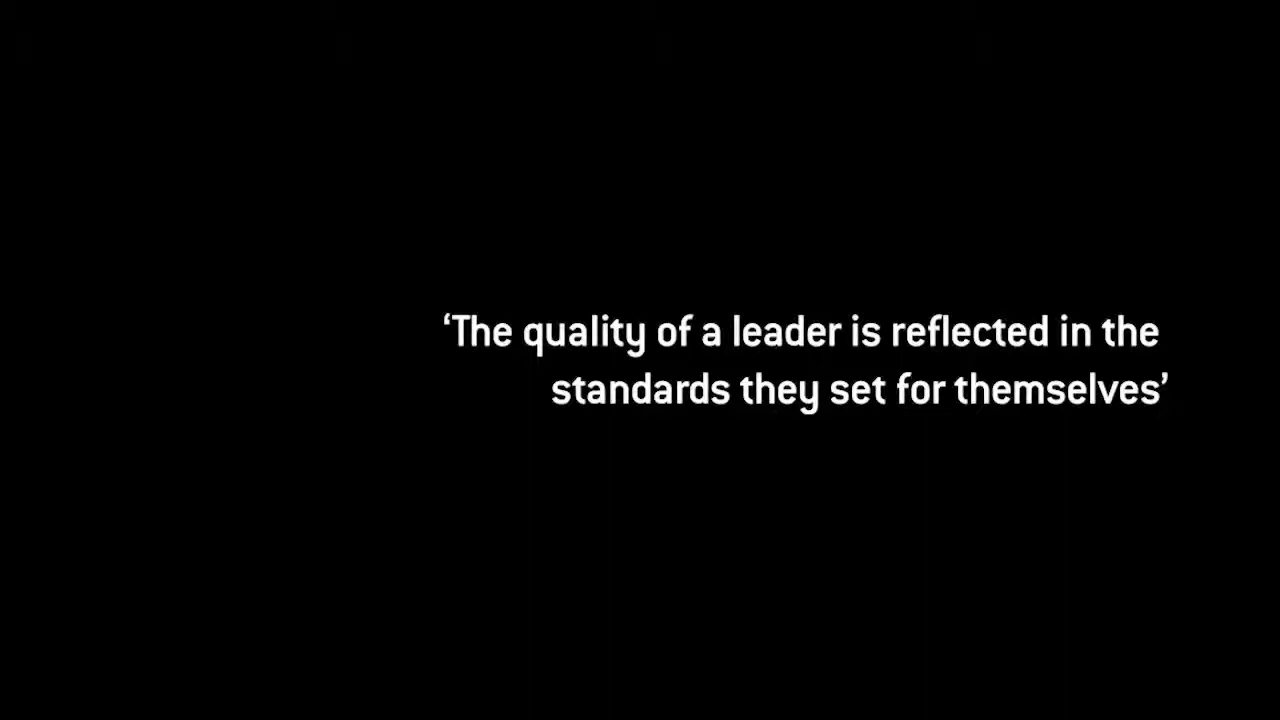 ‘The quality of a leader is reflected in the
standards they set for themselves’